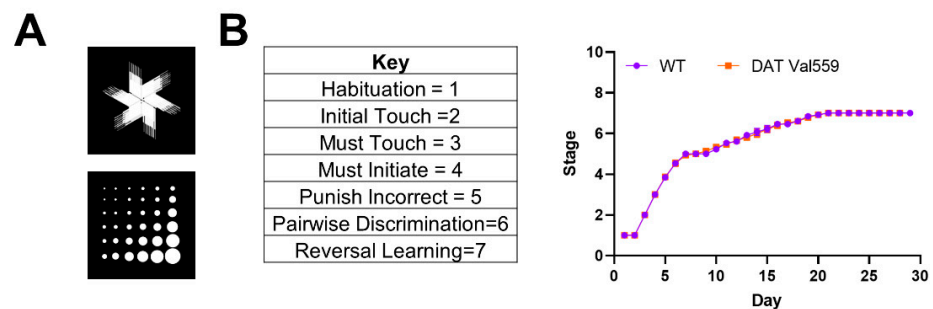 A
B
Key
Habituation = 1
Initial Touch =2
Must Touch = 3
Must Initiate = 4
Punish Incorrect = 5
Pairwise Discrimination=6
Reversal Learning=7
WT
DAT Val559
10
8
6
4
2
0
Stage
0 5 10 15 20 25 30
Day